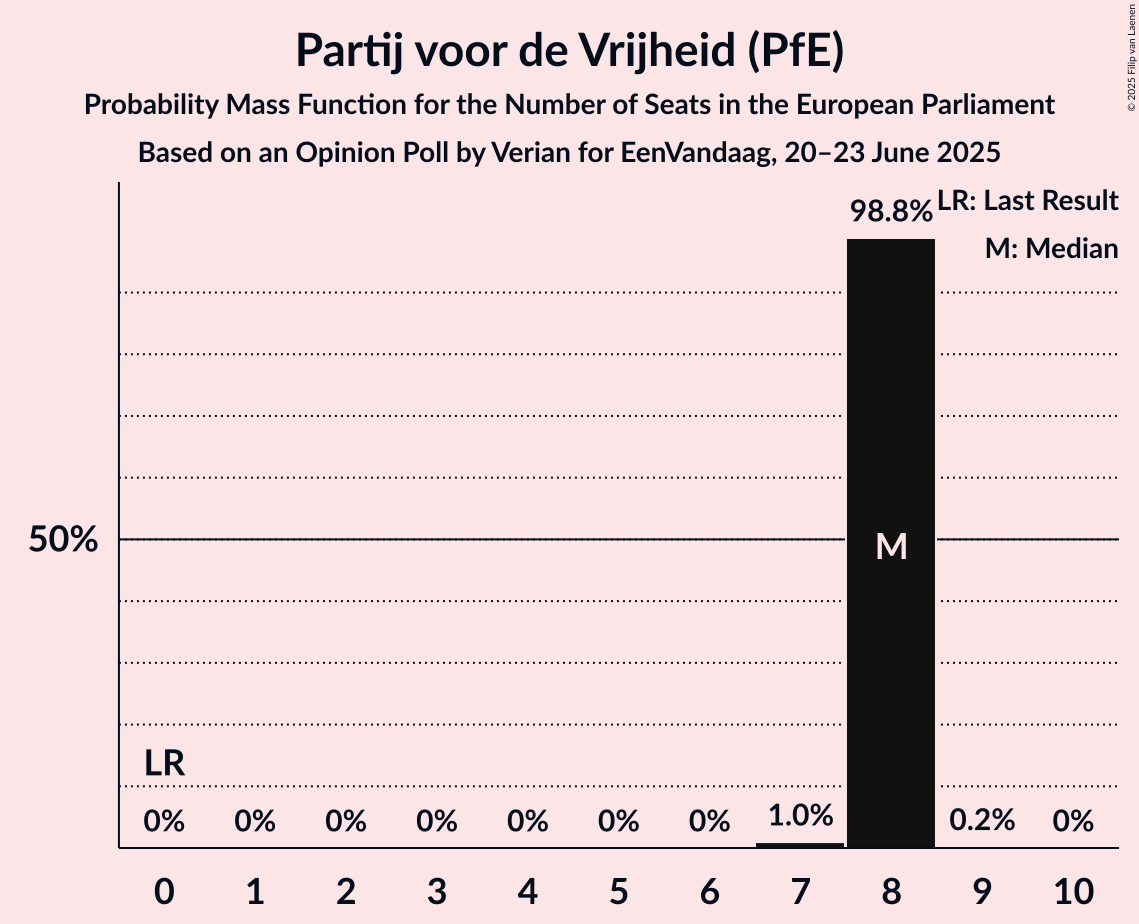 Partij voor de Vrijheid (PfE)
Probability Mass Function for the Number of Seats in the European Parliament
Based on an Opinion Poll by Verian for EenVandaag, 20–23 June 2025
© 2025 Filip van Laenen
LR: Last Result
M: Median
98.8%
50%
M
LR
0% 0% 0% 0% 0% 0% 0% 1.0% 0.2% 0%
0 1 2 3 4 5 6 7 8 9 10